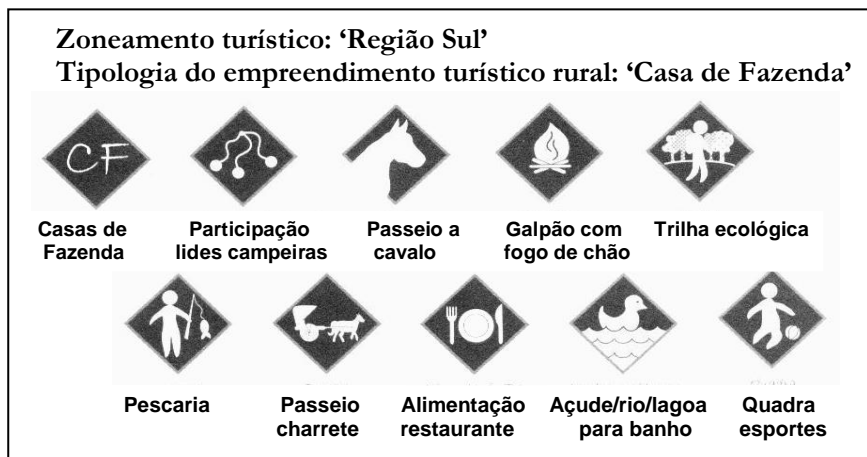 Zoneamento turístico: ‘Região Sul’
Tipologia do empreendimento turístico rural: ‘Casa de Fazenda’
CF
Casas de Fazenda
Participação lides campeiras
Passeio a cavalo
Galpão com fogo de chão
Trilha ecológica
Pescaria
Passeio charrete
Alimentação restaurante
Açude/rio/lagoa para banho
Quadra esportes